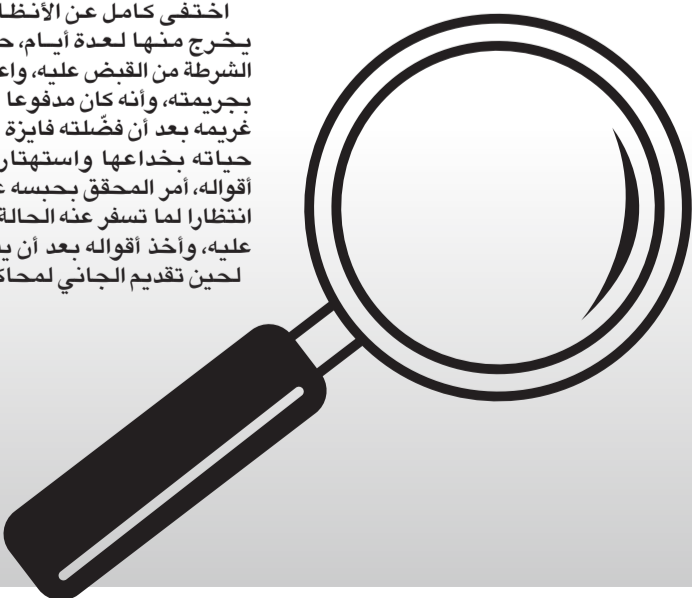 اختفى كامل عن الأنظا
يخرج منها لعدة أيام، ح
الشرطة من القبض عليه، واع
بجريمته، وأنه كان مدفوعا
غريمه بعد أن فضّلته فايزة
حياته بخداعها واستهتار
أقواله، أمر المحقق بحبسه ع
انتظارا لما تسفر عنه الحالة
عليه، وأخذ أقواله بعد أن ي
لحين تقديم الجاني لمحاك